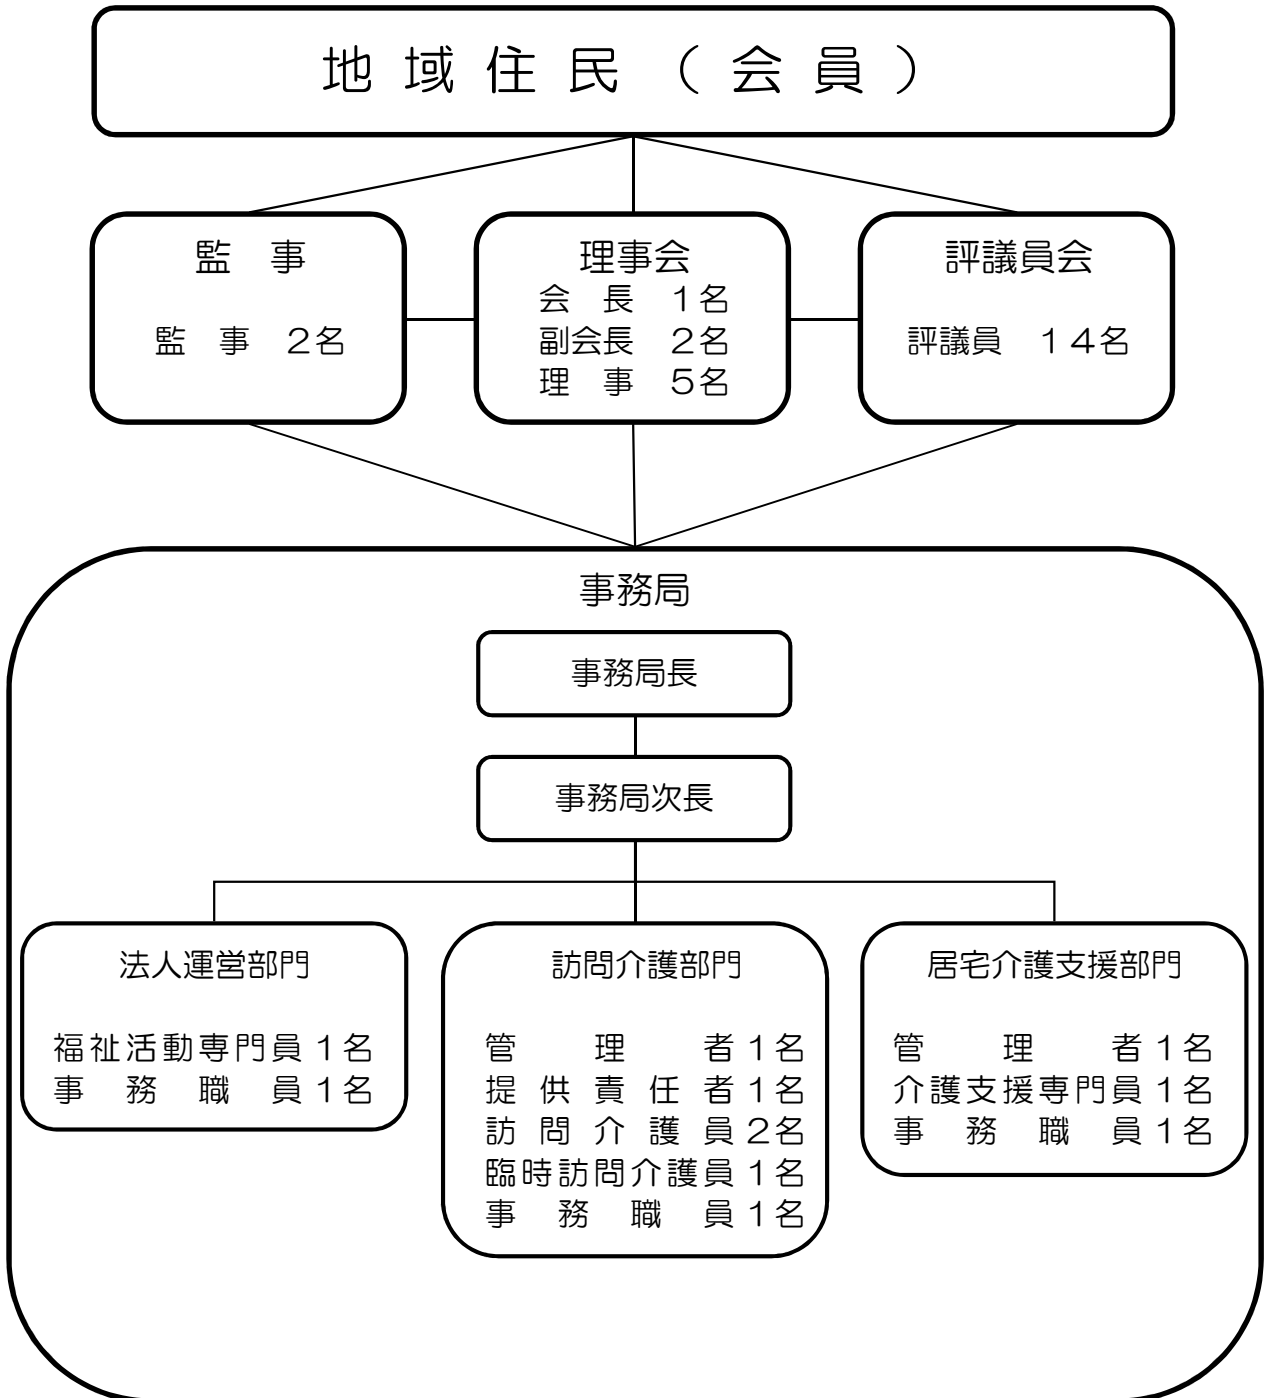 地域住民（会員）
監　事
監　事　２名
理事会
会　長　１名
副会長　２名
理　事　５名
評議員会
評議員　１４名
事務局
事務局長
事務局次長
法人運営部門
福祉活動専門員１名
事務職員１名
訪問介護部門
管理者１名
提供責任者１名
訪問介護員２名
臨時訪問介護員１名
事務職員１名
居宅介護支援部門
管理者１名
介護支援専門員１名
事務職員１名